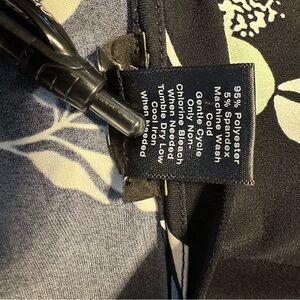 95% Polyester
5% Spandex
Machine Wash
Cold
Gentle Cycle
Only Non-
Chlorine Bleach
When Needed
Tumble Dry Low
Cool Iron
When Needed